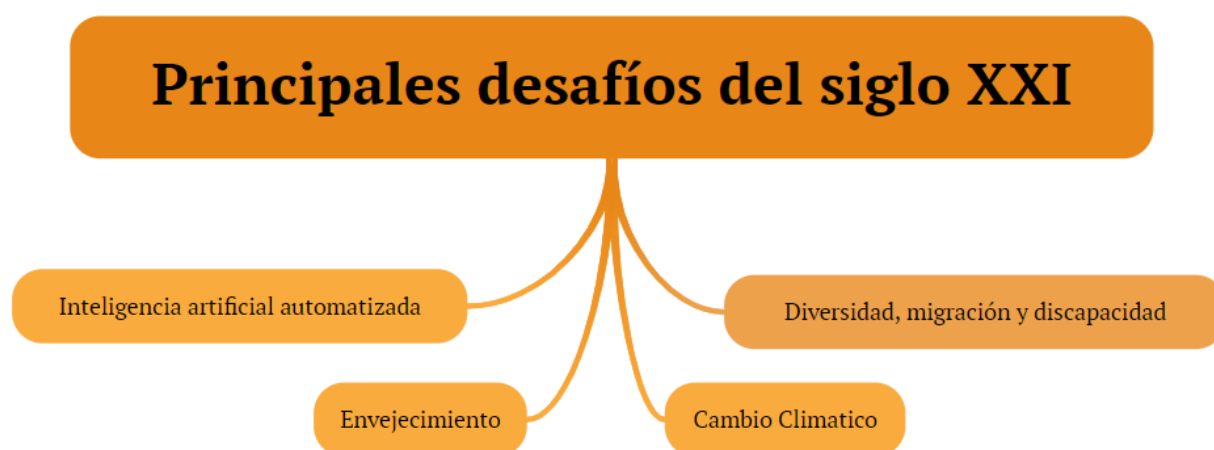 Principales desafíos del siglo XXI
Inteligencia artificial automatizada
Diversidad, migración y discapacidad
Envejecimiento
Cambio Climatico